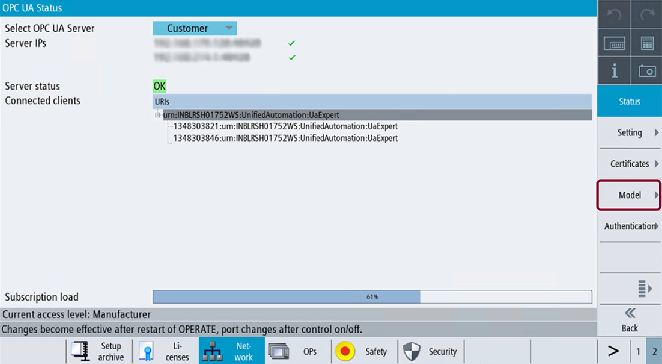 OPC UA Status
Select OPC UA Server
Customer
Server IPs
Server status
OK
Connected clients
URIs
urn:INBLRSH01752WS:UnifiedAutomation:UaExpert
1348303821:urn:INBLRSH01752WS:UnifiedAutomation:UaExpert
1348303846:urn:INBLRSH01752WS:UnifiedAutomation:UaExpert
Subscription load
61%
Current access level: Manufacturer
Changes become effective after restart of OPERATE, port changes after control on/off.
Status
Setting
Certificates
Model
Authentication
Back
Setup
archive
Li-
censes
Net-
work
OPs
Safety
Security
>
1
2